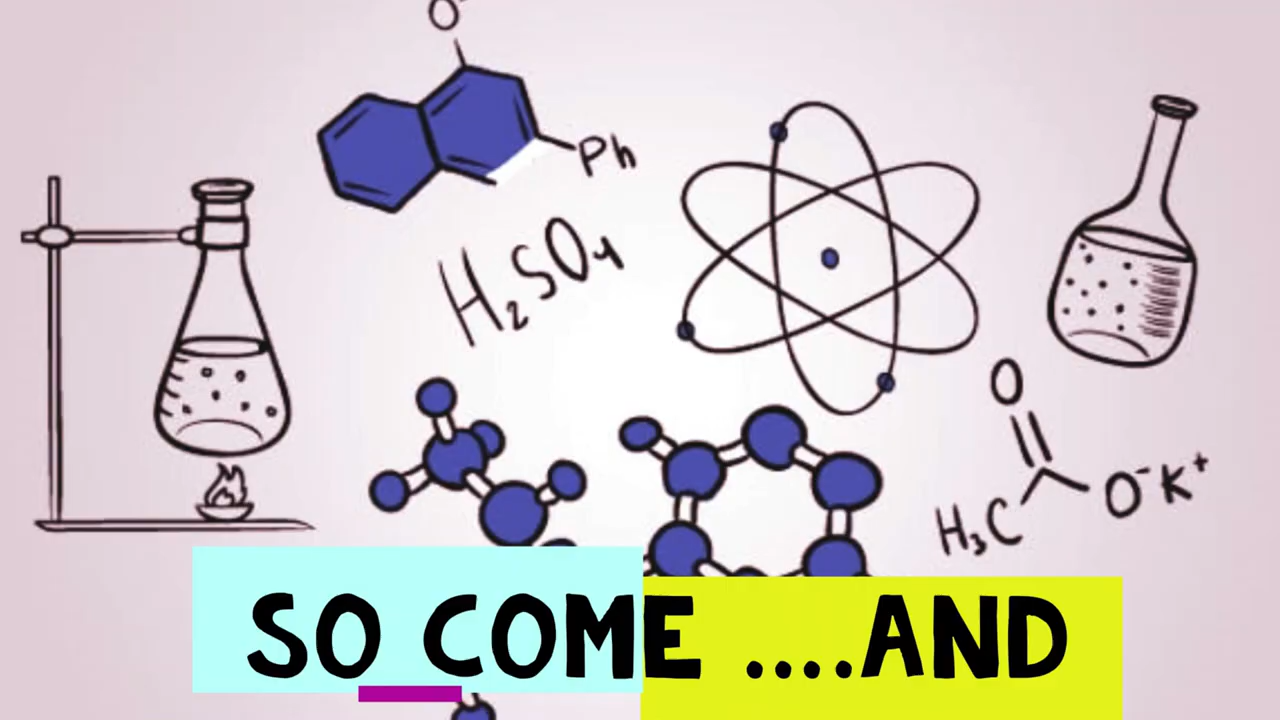 O⁻
Ph
H₂SO₄
O
O⁻K⁺
H₃C
SO COME ....AND